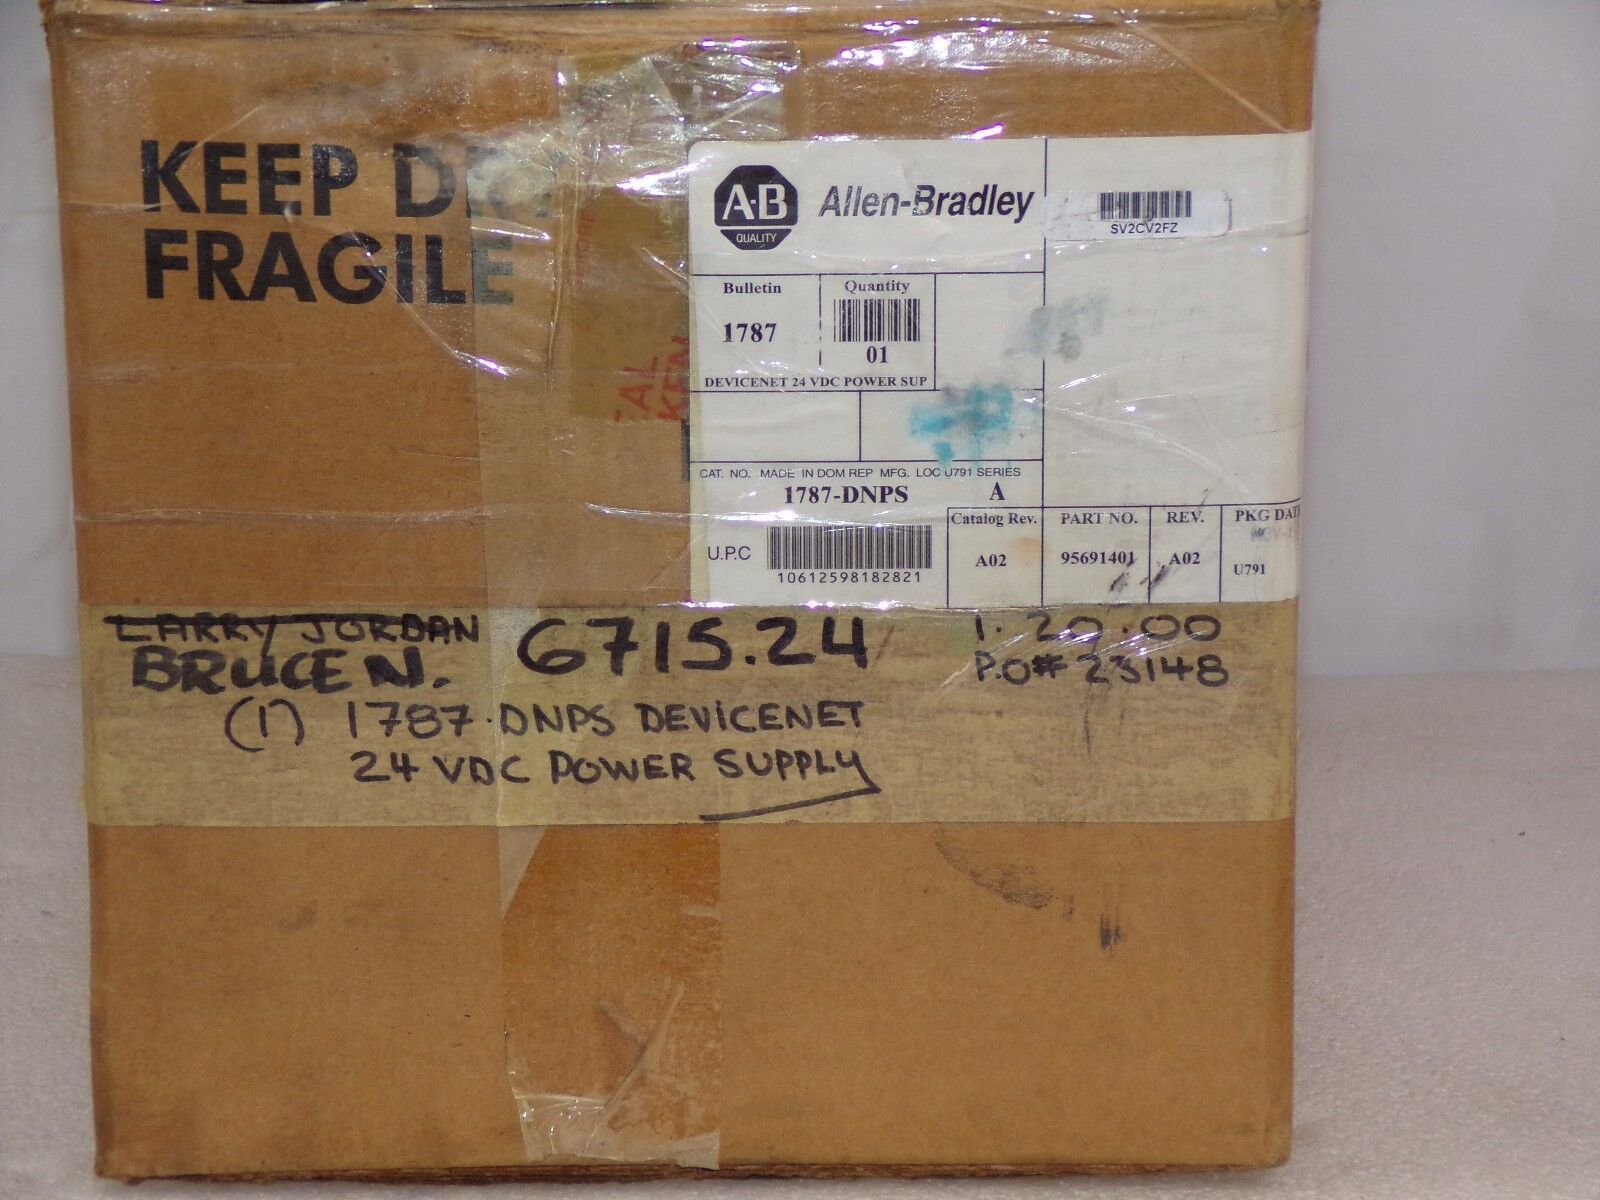 KEEP
FRAGILE
A-B
QUALITY
Allen-Bradley
SV2CV2FZ
Bulletin
1787
Quantity
01
DEVICENET 24 VDC POWER SUP
CAT. NO. MADE IN DOM REP MFG. LOC U791 SERIES
1787-DNPS A
Catalog Rev.
A02
PART NO.
95691401
REV.
A02
PKG DAT
U791
U.P.C
10612598182821
LARRY JORDAN
BRUCE N.
6715.24
1.20.00
P.O# 23148
(1) 1787-DNPS DEVICENET
24 VDC POWER SUPPLY